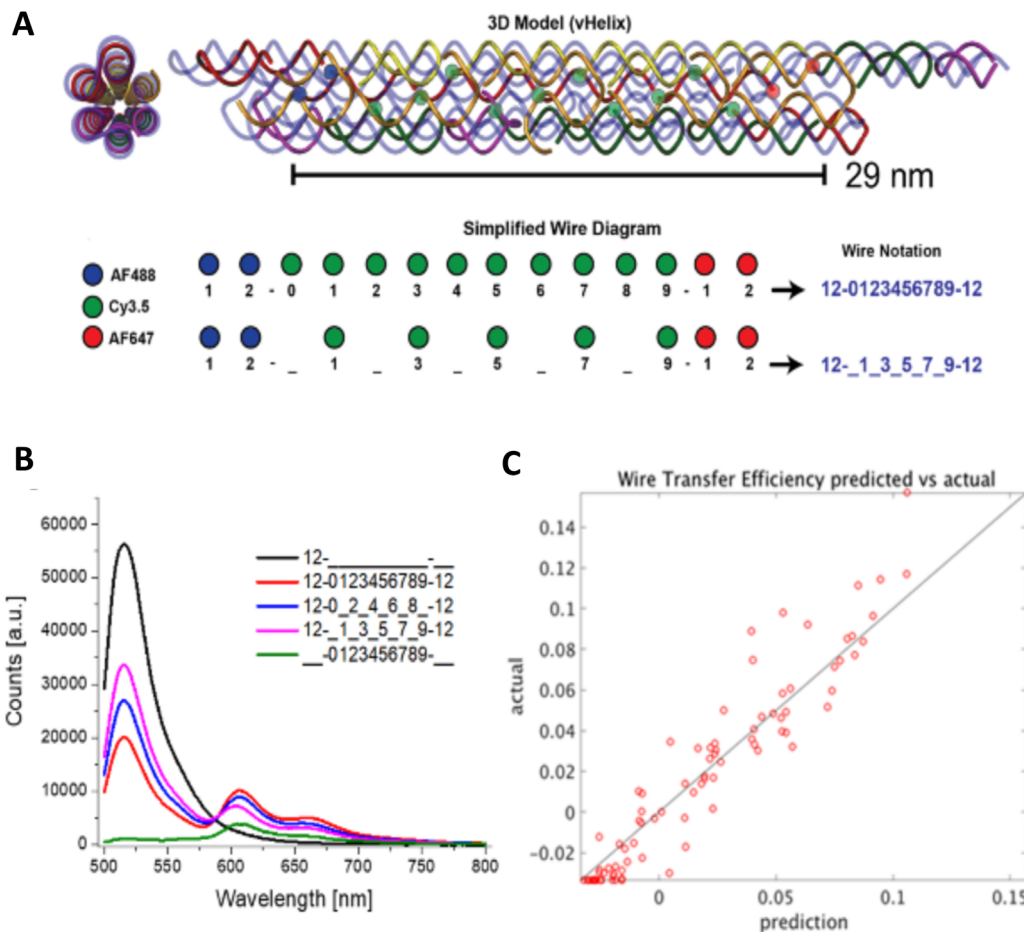 A
3D Model (vHelix)
29 nm
Simplified Wire Diagram
Wire Notation
AF488
Cy3.5
AF647
1 2 - 0 1 2 3 4 5 6 7 8 9 - 1 2
12-0123456789-12
1 2 - _ 1 _ 3 _ 5 _ 7 _ 9 - 1 2
12-_1_3_5_7_9-12
B
60000
50000
40000
30000
20000
10000
0
Counts [a.u.]
12-__________-__
12-0123456789-12
12-0_2_4_6_8_-12
12-_1_3_5_7_9-12
__-0123456789-__
500 550 600 650 700 750 800
Wavelength [nm]
C
Wire Transfer Efficiency predicted vs actual
0.14
0.12
0.1
0.08
0.06
0.04
0.02
0
-0.02
actual
0 0.05 0.1 0.15
prediction